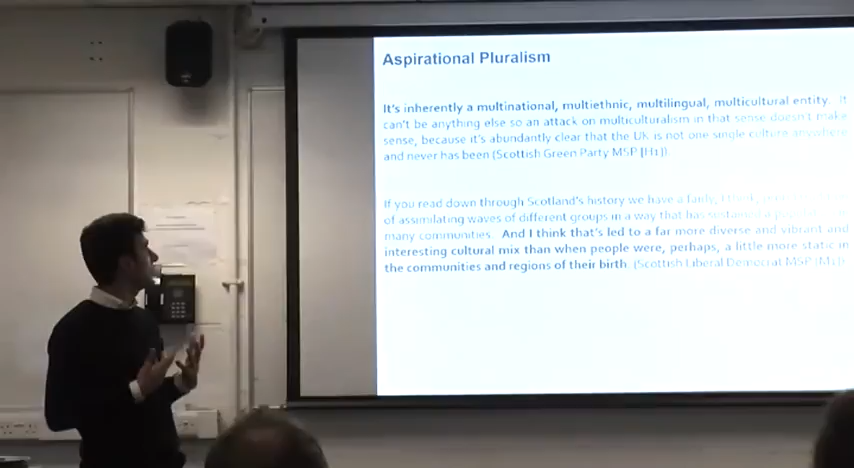 Aspirational Pluralism
It's inherently a multinational, multiethnic, multilingual, multicultural entity. It
can't be anything else so an attack on multiculturalism in that sense doesn't make
sense, because it's abundantly clear that the UK is not one single culture anywhere
and never has been (Scottish Green Party MSP [H1])
If you read down through Scotland's history we have a fairly, I think,
of assimilating waves of different groups in a way that has sustained a
many communities. And I think that's led to a far more diverse and vibrant and
interesting cultural mix than when people were, perhaps, a little more static in
the communities and regions of their birth (Scottish Liberal Democrat MSP